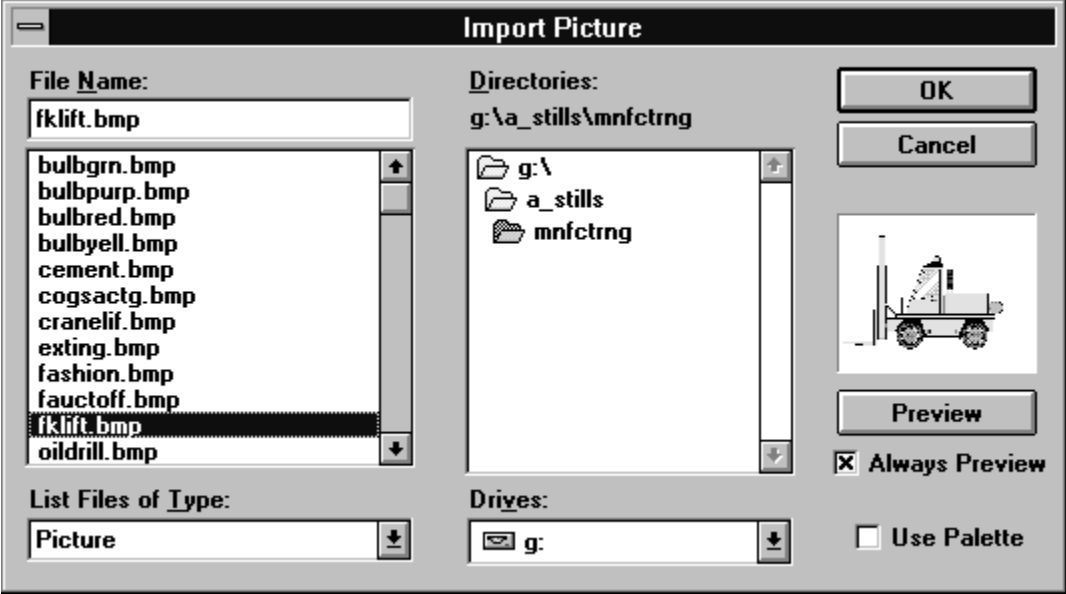 Import Picture
File Name:
fklift.bmp
bulbgrn.bmp
bulbpurp.bmp
bulbred.bmp
bulbyell.bmp
cement.bmp
cogsactg.bmp
cranelif.bmp
exting.bmp
fashion.bmp
fauctoff.bmp
fklift.bmp
oildrill.bmp
List Files of Type:
Picture
Directories:
g:\a_stills\mnfctrng
g:\
a_stills
mnfctrng
Drives:
g:
OK
Cancel
Preview
Always Preview
Use Palette